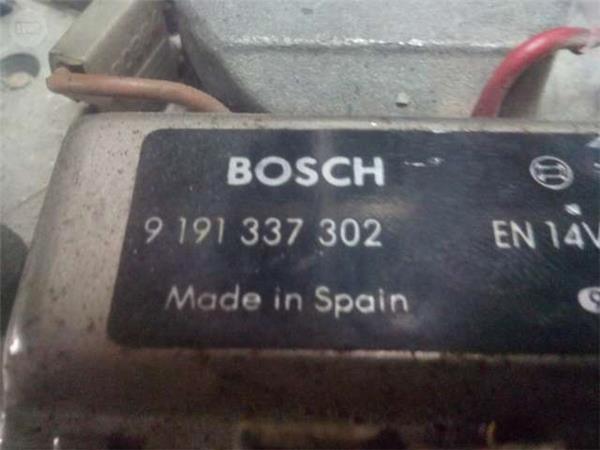 BOSCH
9 191 337 302 EN 14V
Made in Spain